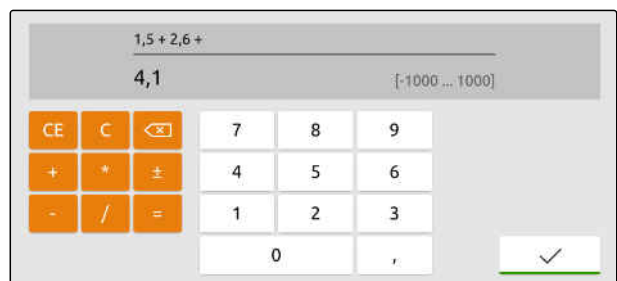 1,5 + 2,6 +
4,1 [-1000 ... 1000]
CE C 7 8 9
+ * ± 4 5 6
- / = 1 2 3
0 ,